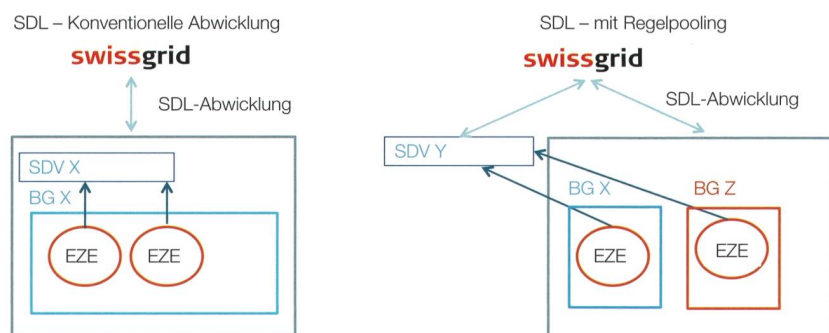 SDL – Konventionelle Abwicklung
swissgrid
SDL-Abwicklung
SDV X
BG X
EZE
EZE
SDL – mit Regelpooling
swissgrid
SDL-Abwicklung
SDV Y
BG X
BG Z
EZE
EZE